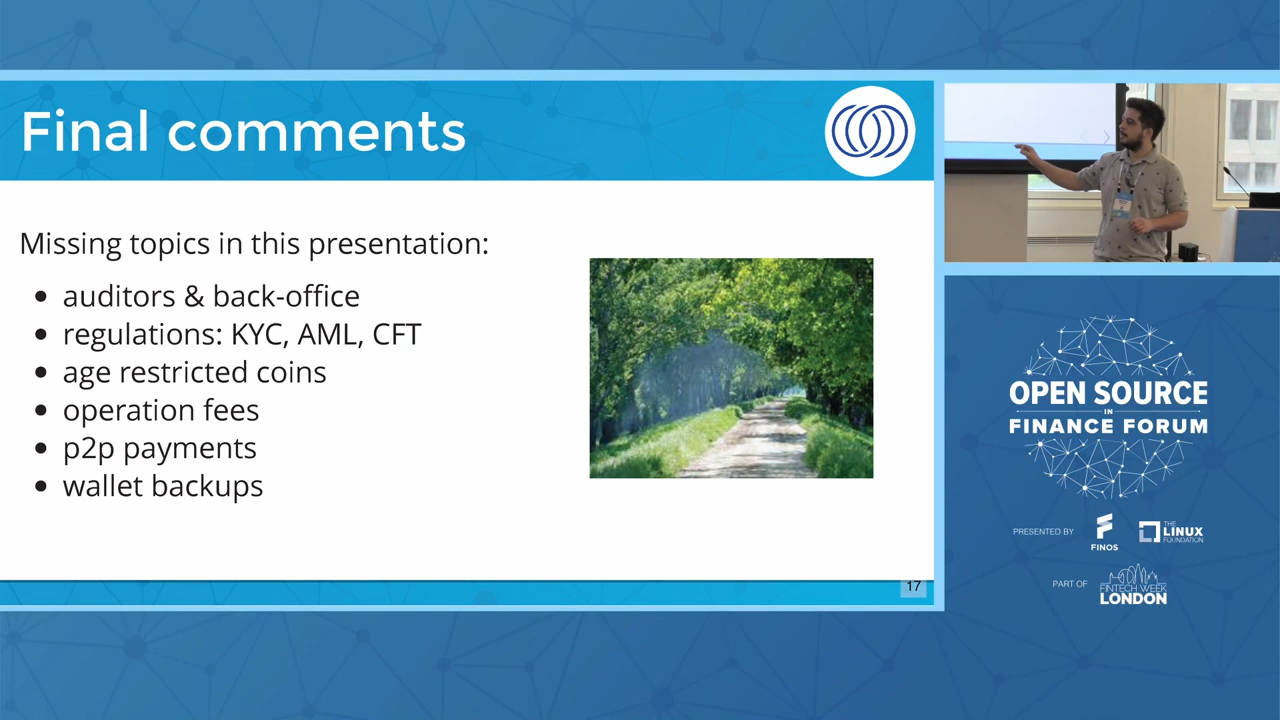 Final comments
Missing topics in this presentation:
• auditors & back-office
• regulations: KYC, AML, CFT
• age restricted coins
• operation fees
• p2p payments
• wallet backups
17
OPEN SOURCE
IN
FINANCE FORUM
PRESENTED BY
FINOS
THE
LINUX
FOUNDATION
PART OF
FINTECH WEEK
LONDON